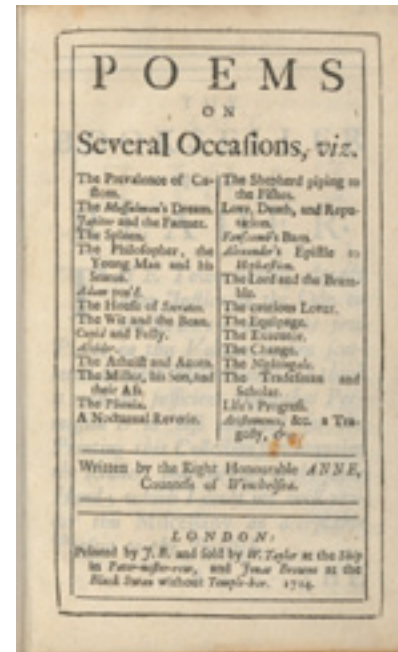 POEMS
ON
Several Occaſions, viz.
The Prevalence of Cu-
ſtom.
The Muſſulman's Dream.
Jupiter and the Farmer.
The Spleen.
The Philoſopher, the
Young Man and his
Statue.
Adam pos'd.
The Houſe of Socrates.
The Wit and the Beau.
Cupid and Folly.
Alcidor.
The Atheiſt and Acorn.
The Miller, his Son, and
their Aſs.
The Phœnix.
A Nocturnal Reverie.
The Shepherd piping to
the Fiſhes.
Love, Death, and Repu-
tation.
Fanſcomb's Barn.
Alexander's Epiſtle to
Hephæſtion.
The Lord and the Bram-
ble.
The cautious Lover.
The Equipage.
The Executor.
The Change.
The Nightingale.
The Tradeſman and
Scholar.
Life's Progreſs.
Ariſtomenes, &c. a Tra-
gedy, &c.
Written by the Right Honourable ANNE,
Counteſs of Winchelſea.
LONDON:
Printed by J. B. and ſold by W. Taylor at the Ship
in Pater-noſter-row, and Jonas Browne at the
Black Swan without Temple-bar. 1714.